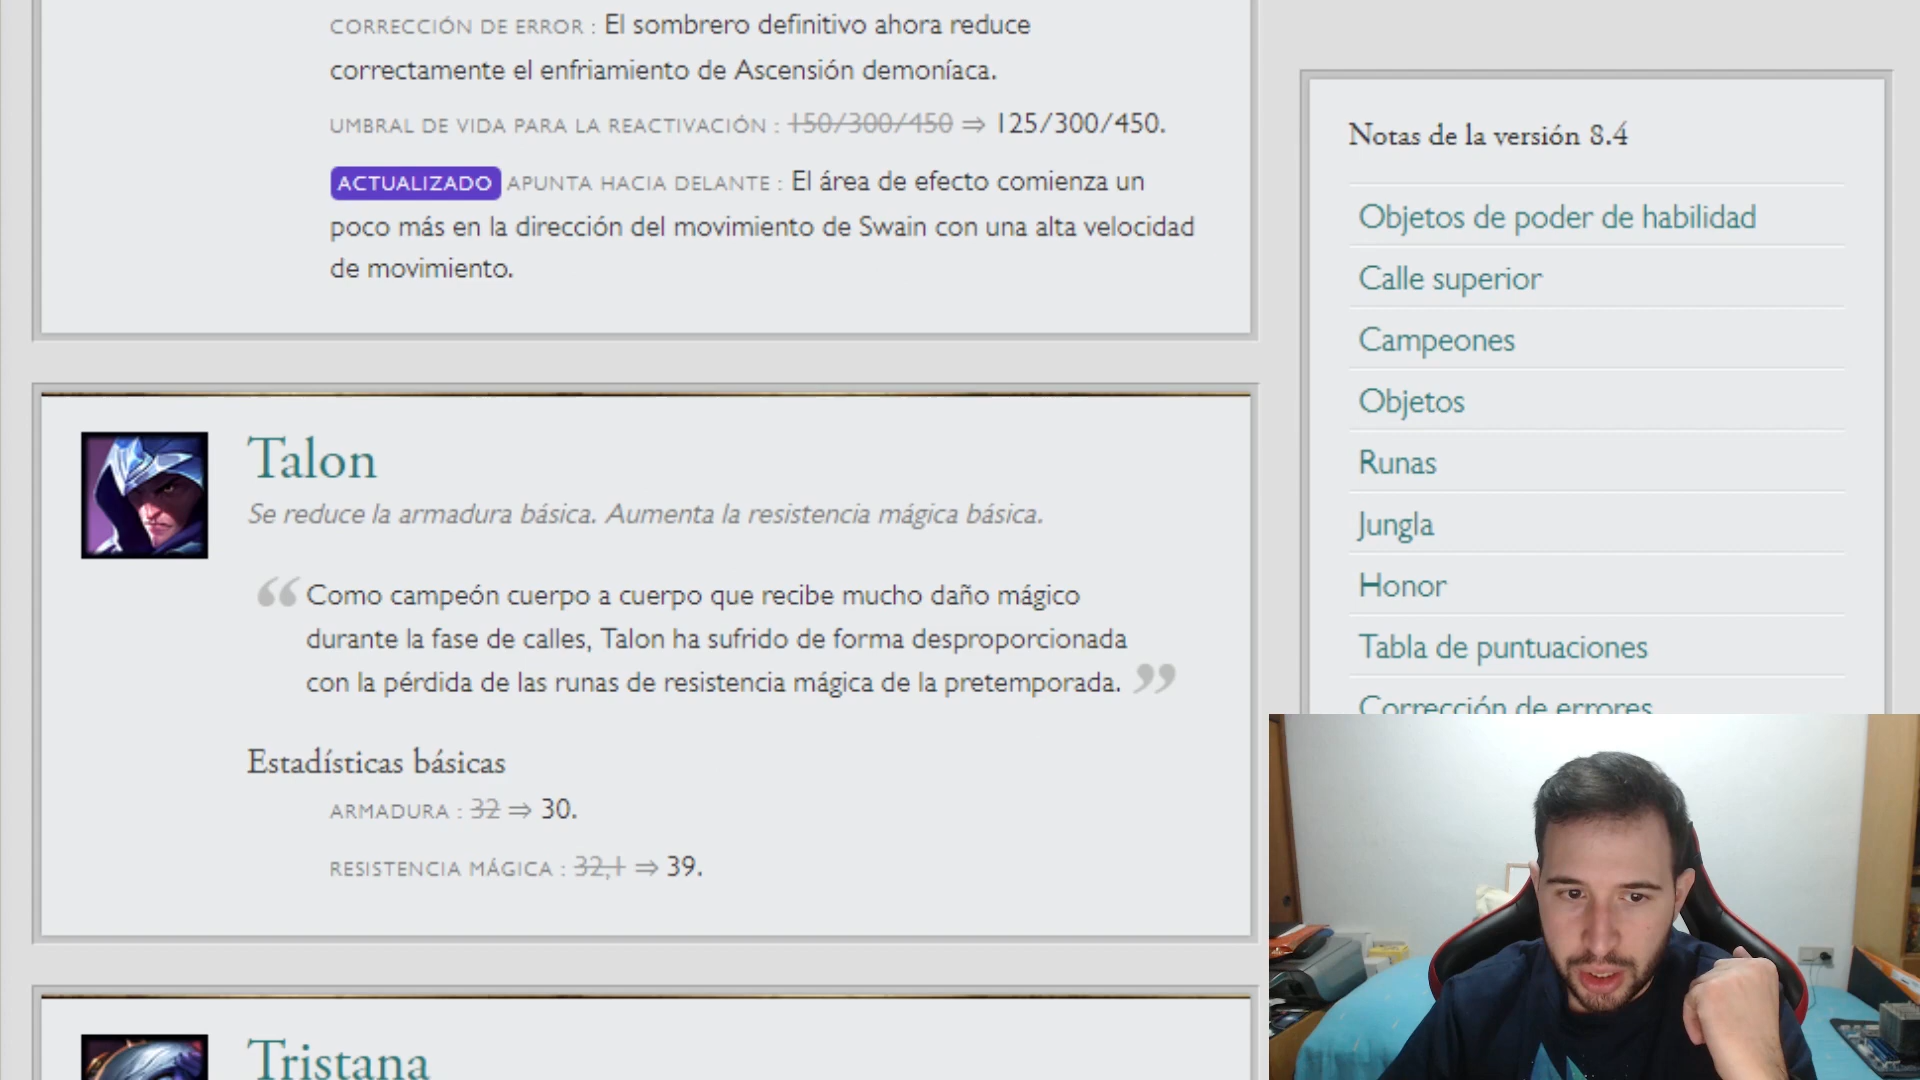 CORRECCIÓN DE ERROR : El sombrero definitivo ahora reduce
correctamente el enfriamiento de Ascensión demoníaca.
UMBRAL DE VIDA PARA LA REACTIVACIÓN : 150/300/450 ⇒ 125/300/450.
ACTUALIZADO APUNTA HACIA DELANTE : El área de efecto comienza un
poco más en la dirección del movimiento de Swain con una alta velocidad
de movimiento.
Talon
Se reduce la armadura básica. Aumenta la resistencia mágica básica.
“ Como campeón cuerpo a cuerpo que recibe mucho daño mágico
durante la fase de calles, Talon ha sufrido de forma desproporcionada
con la pérdida de las runas de resistencia mágica de la pretemporada. ”
Estadísticas básicas
ARMADURA : 32 ⇒ 30.
RESISTENCIA MÁGICA : 32,1 ⇒ 39.
Tristana
Notas de la versión 8.4
Objetos de poder de habilidad
Calle superior
Campeones
Objetos
Runas
Jungla
Honor
Tabla de puntuaciones
Corrección de errores